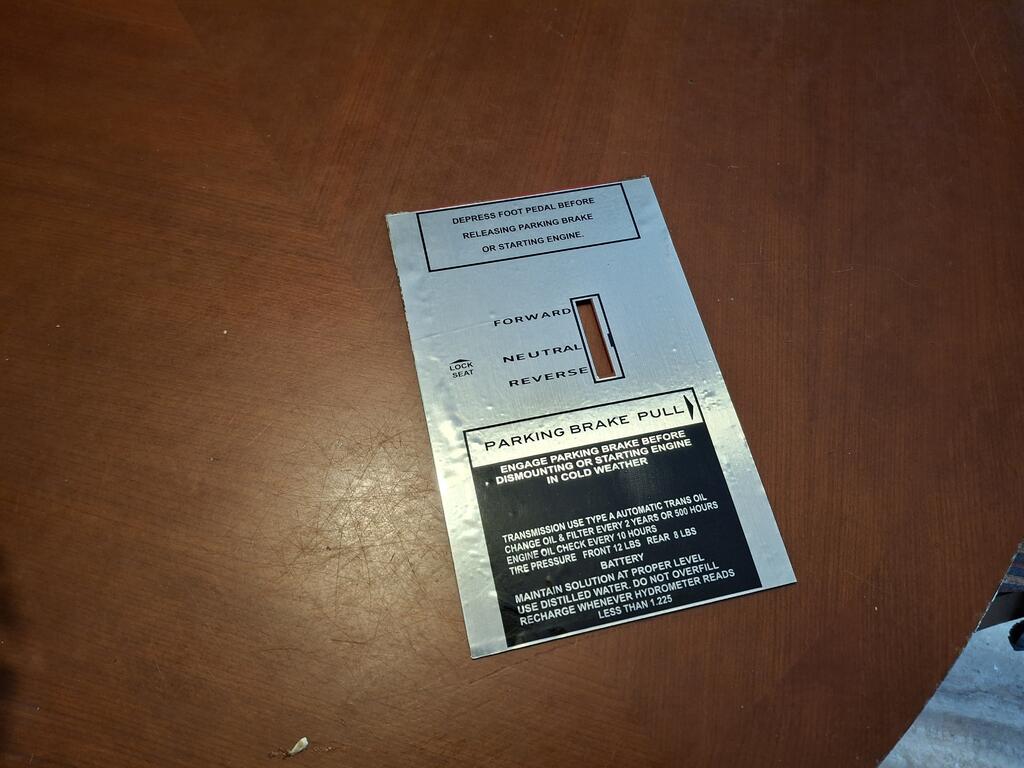 DEPRESS FOOT PEDAL BEFORE
RELEASING PARKING BRAKE
OR STARTING ENGINE.
FORWARD
NEUTRAL
LOCK
SEAT
REVERSE
PARKING BRAKE PULL
ENGAGE PARKING BRAKE BEFORE
DISMOUNTING OR STARTING ENGINE
IN COLD WEATHER
TRANSMISSION USE TYPE A AUTOMATIC TRANS OIL
CHANGE OIL & FILTER EVERY 2 YEARS OR 500 HOURS
ENGINE OIL CHECK EVERY 10 HOURS
TIRE PRESSURE FRONT 12 LBS REAR 8 LBS
BATTERY
MAINTAIN SOLUTION AT PROPER LEVEL
USE DISTILLED WATER. DO NOT OVERFILL
RECHARGE WHENEVER HYDROMETER READS
LESS THAN 1.225